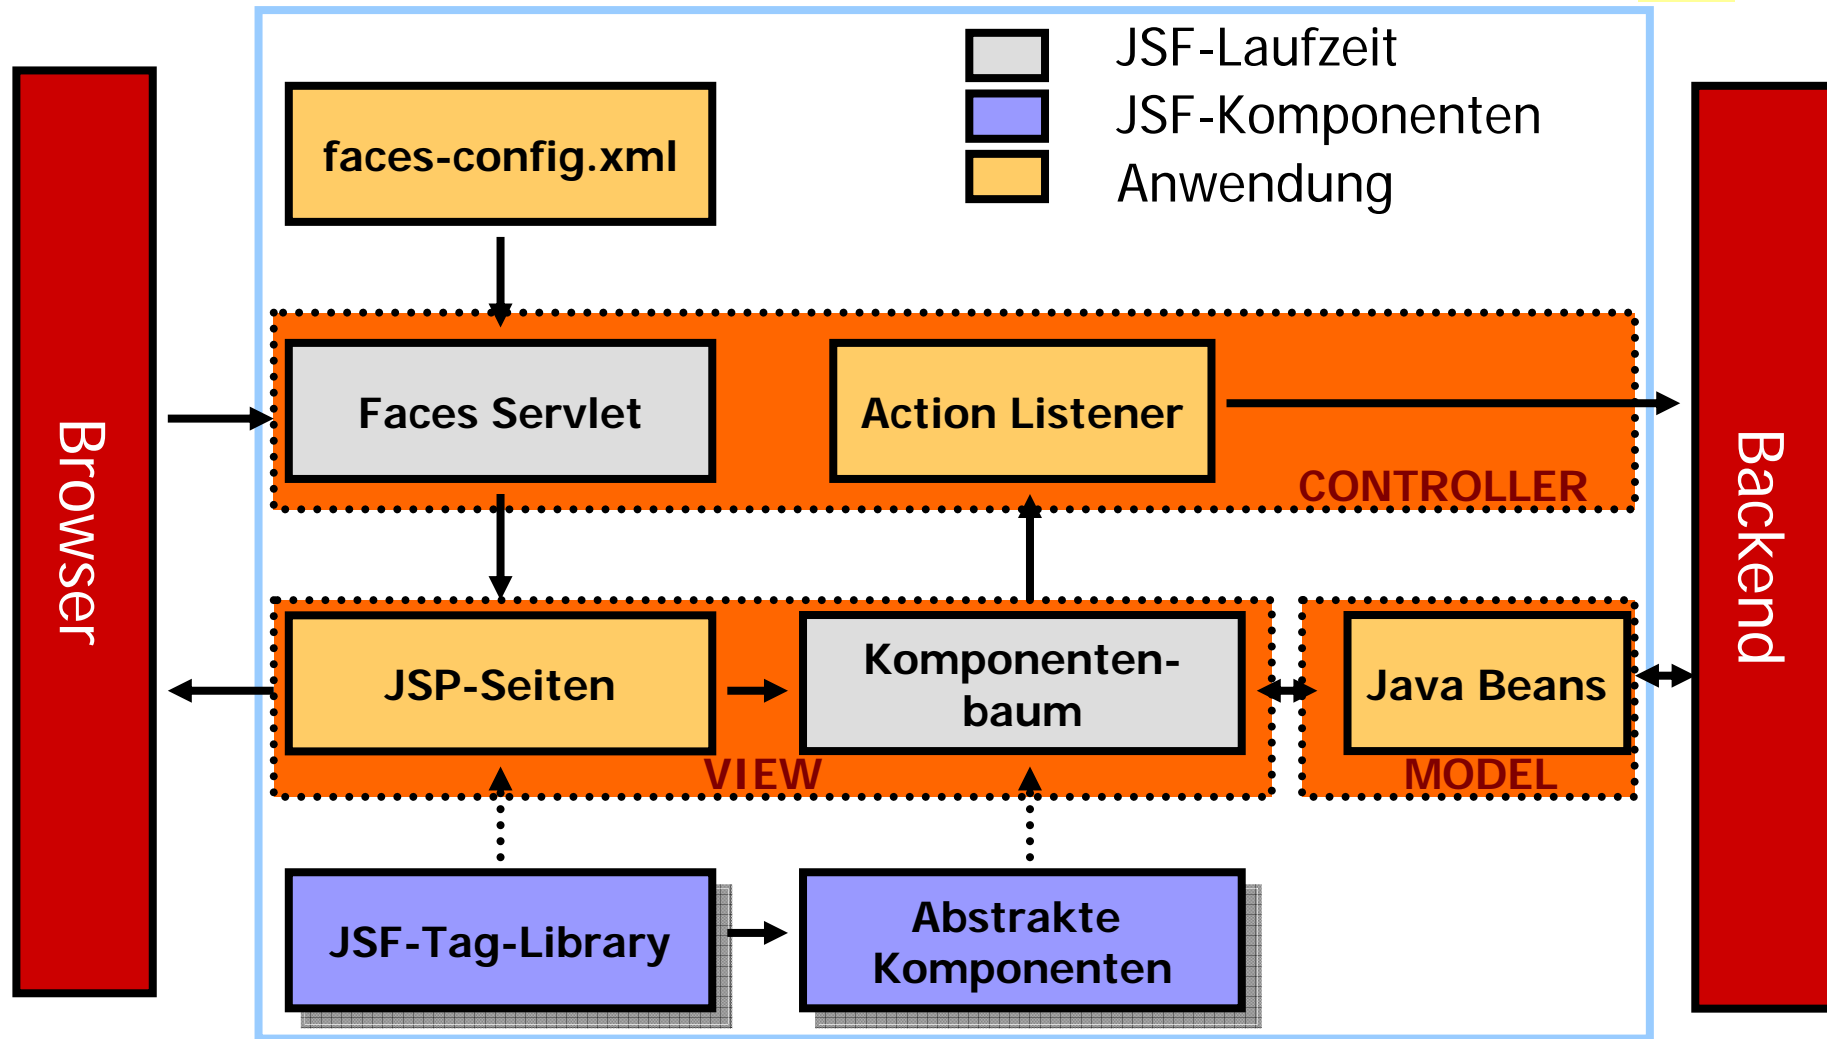 JSF-Laufzeit
JSF-Komponenten
Anwendung
faces-config.xml
Browser
Faces Servlet
Action Listener
CONTROLLER
Backend
JSP-Seiten
Komponenten-
baum
Java Beans
VIEW
MODEL
JSF-Tag-Library
Abstrakte
Komponenten